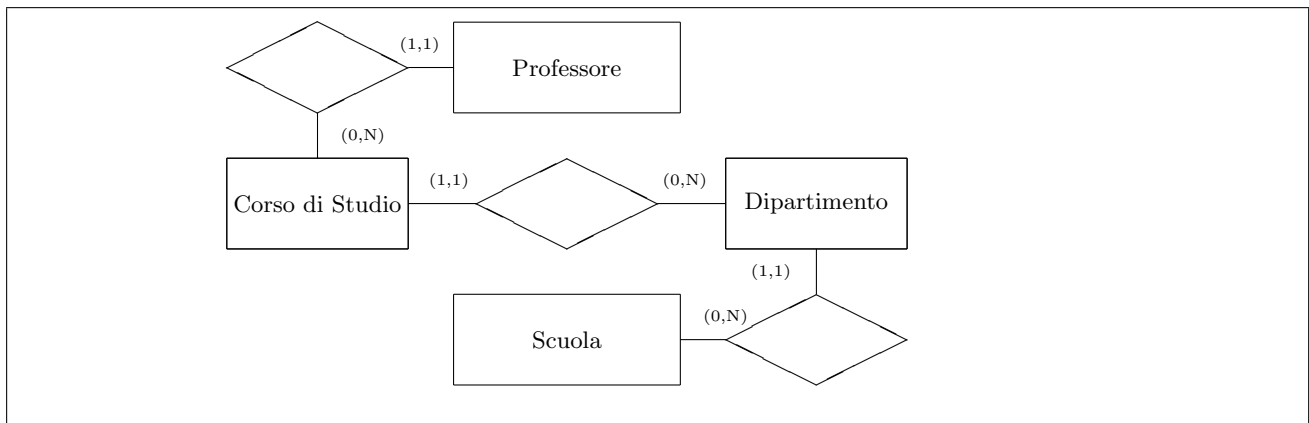 (1,1)
Professore
(0,N)
(1,1)
(0,N)
Corso di Studio
Dipartimento
(1,1)
(0,N)
Scuola